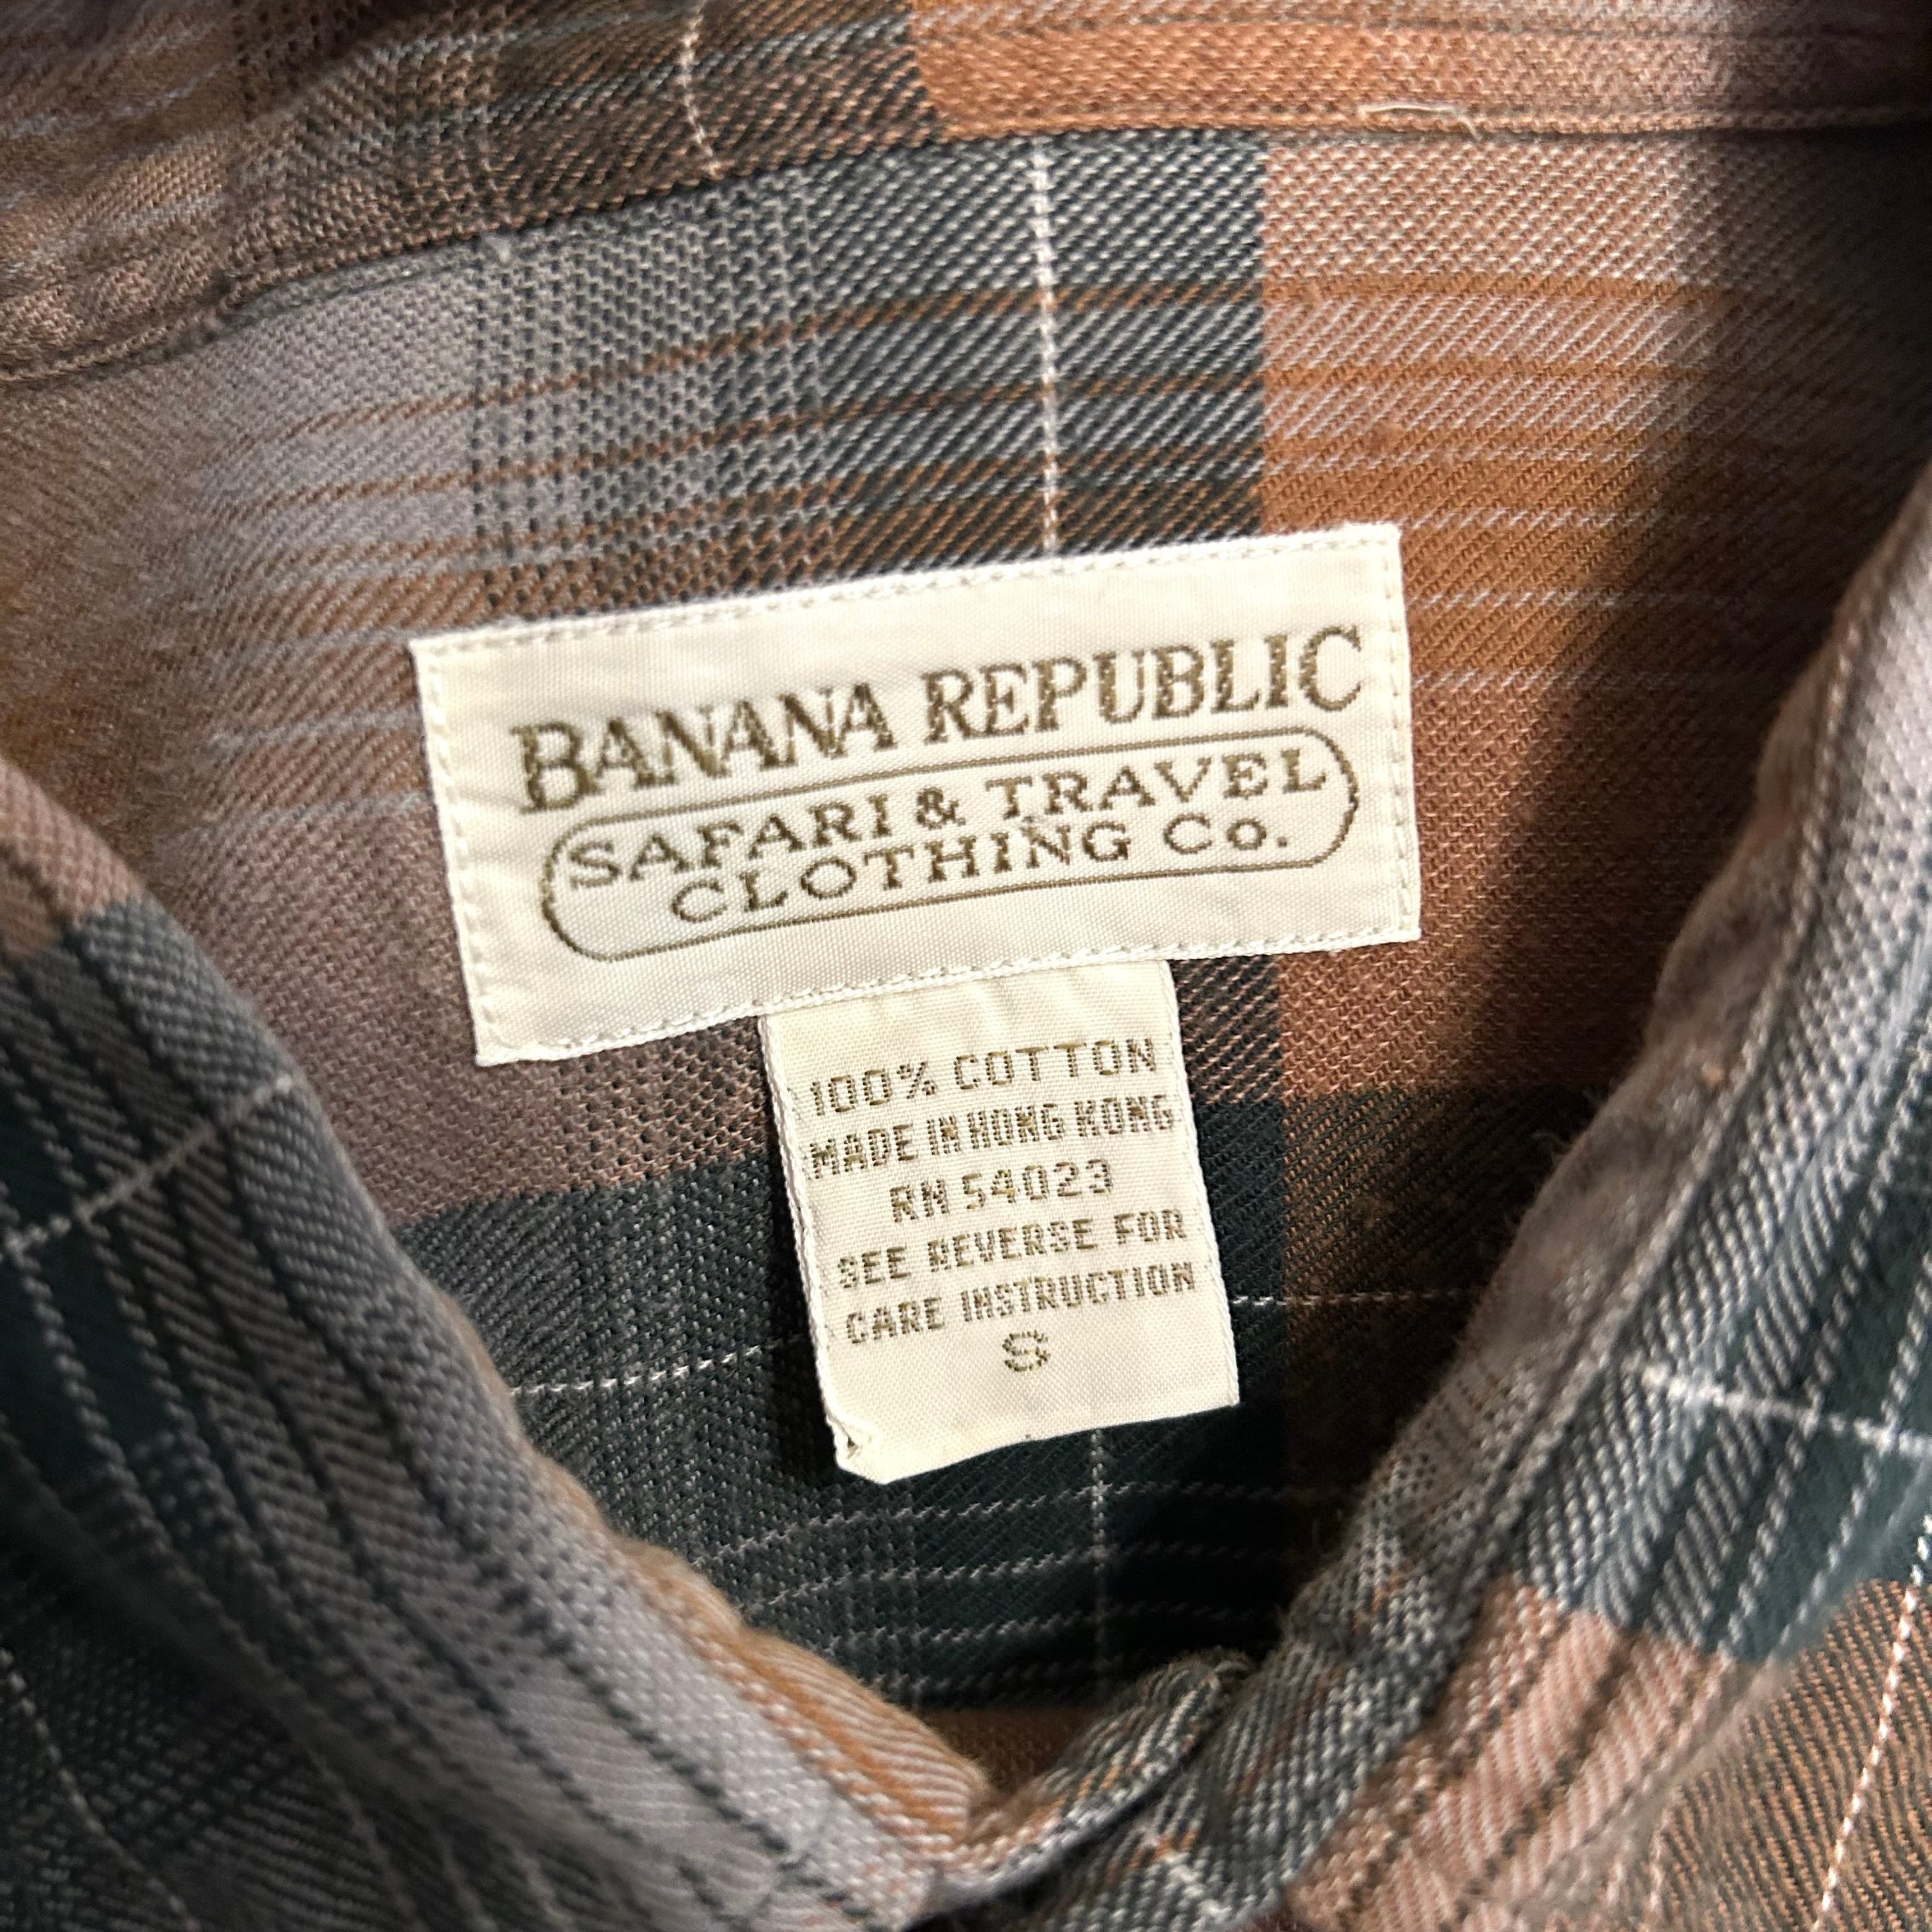 BANANA REPUBLIC
SAFARI & TRAVEL
CLOTHING Co.
100% COTTON
MADE IN HONG KONG
RN 54023
SEE REVERSE FOR
CARE INSTRUCTION
S